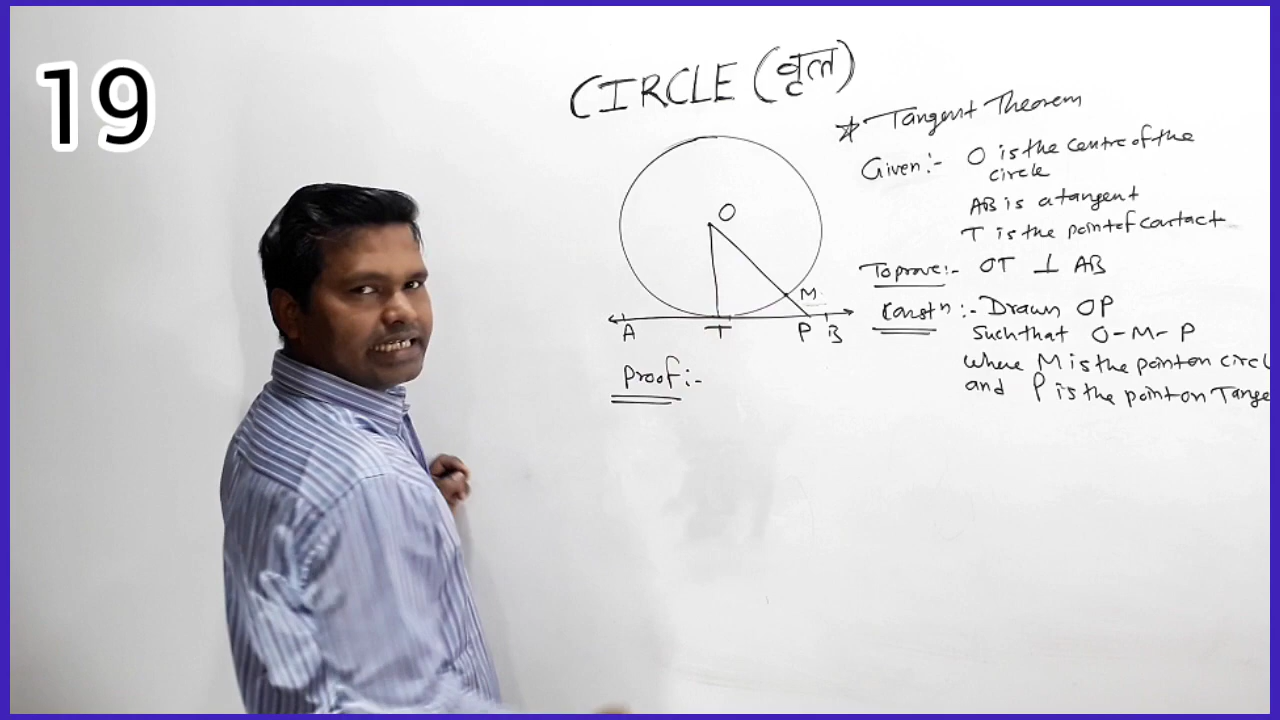 19
CIRCLE (वृत)
☆ Tangent Theorem
Given:- O is the centre of the
circle
AB is a tangent
T is the point of contact
To prove:- OT ⊥ AB
Constⁿ :- Drawn OP
Such that O-M-P
where M is the point on circl
and P is the point on Tange
O
M
A
T
P
B
Proof:-